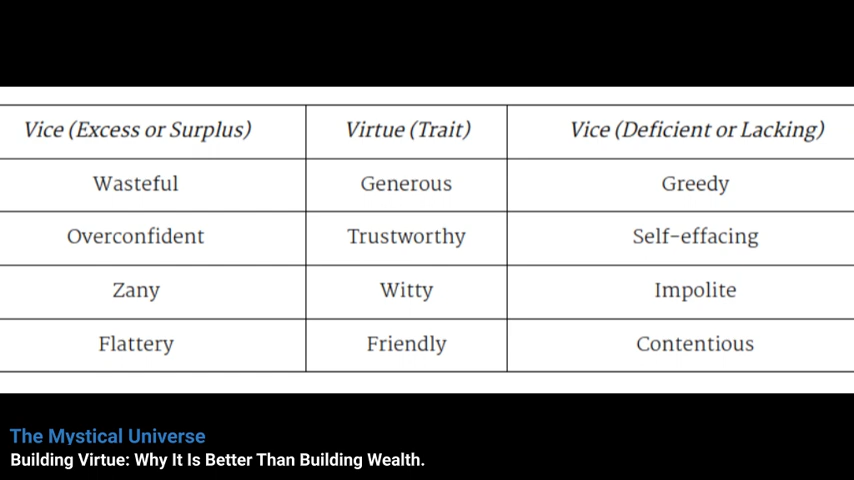 Vice (Excess or Surplus) Virtue (Trait) Vice (Deficient or Lacking)
Wasteful Generous Greedy
Overconfident Trustworthy Self-effacing
Zany Witty Impolite
Flattery Friendly Contentious
The Mystical Universe
Building Virtue: Why It Is Better Than Building Wealth.